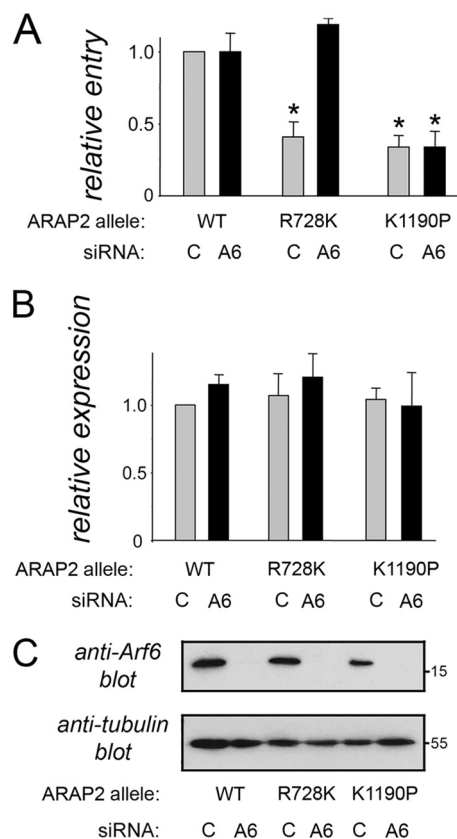 A
relative entry
1.0
0.5
0
* * *
ARAP2 allele: WT R728K K1190P
siRNA: C A6 C A6 C A6
B
relative expression
1.0
0.5
0
ARAP2 allele: WT R728K K1190P
siRNA: C A6 C A6 C A6
C
anti-Arf6
blot
-15
anti-tubulin
blot
-55
ARAP2 allele: WT R728K K1190P
siRNA: C A6 C A6 C A6